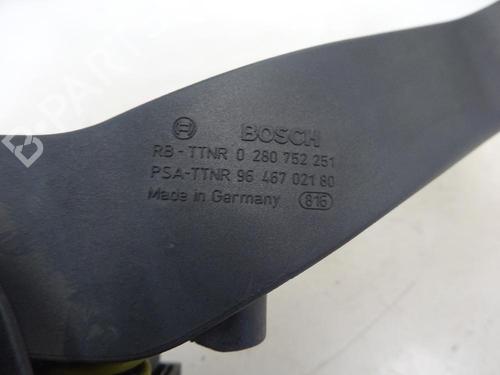 BOSCH
RB-TTNR 0 280 752 251
PSA-TTNR 96 467 021 80
Made in Germany 816